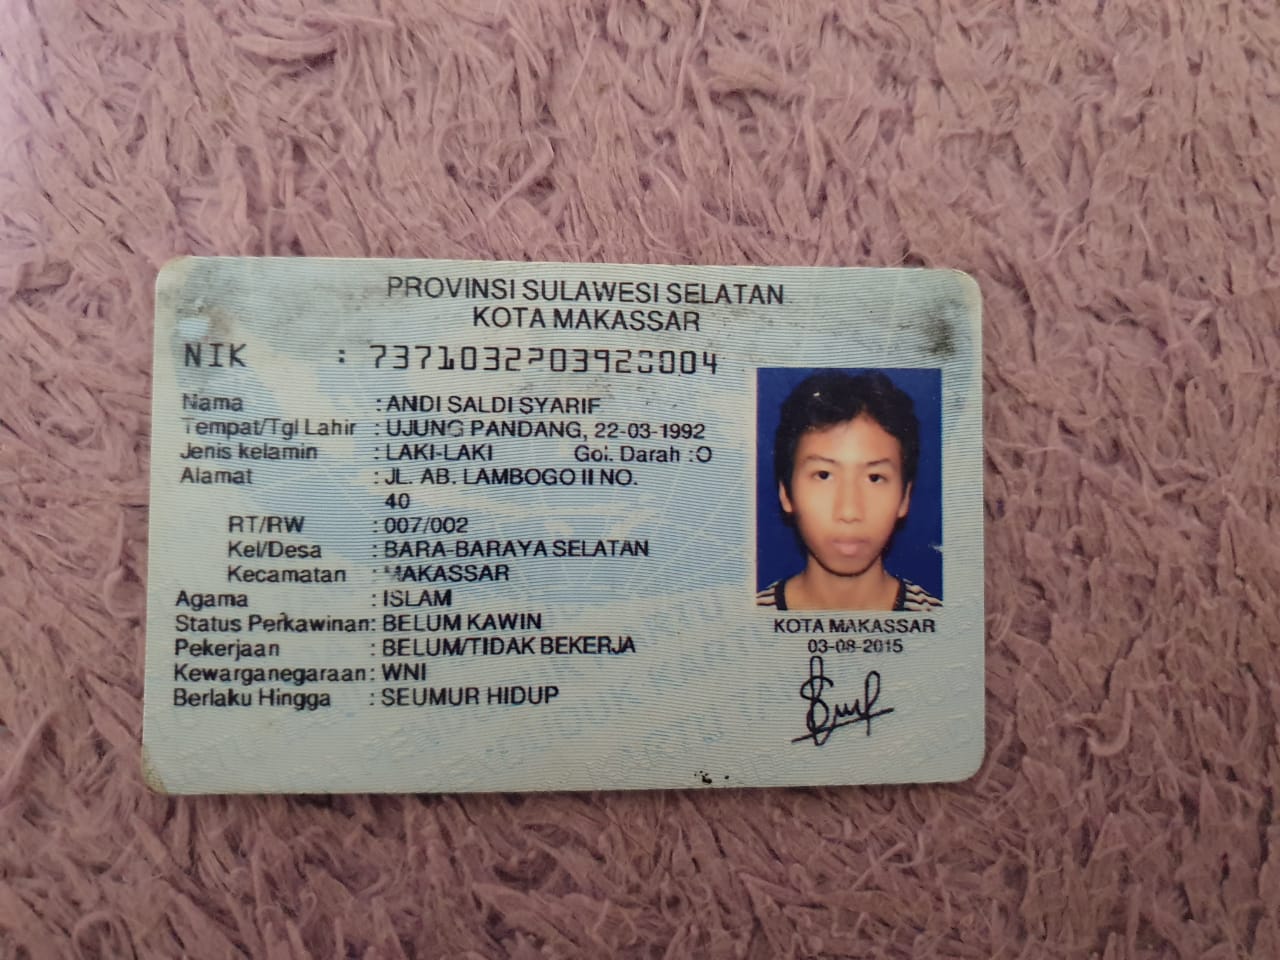 PROVINSI SULAWESI SELATAN
KOTA MAKASSAR
NIK :
Nama : ANDI SALDI SYARIF
Tempat/Tgl Lahir : UJUNG PANDANG, 22-03-1992
Jenis kelamin : LAKI-LAKI Gol. Darah :O
Alamat : JL. AB. LAMBOGO II NO.
40
RT/RW : 007/002
Kel/Desa : BARA-BARAYA SELATAN
Kecamatan : MAKASSAR
Agama : ISLAM
Status Perkawinan: BELUM KAWIN
Pekerjaan : BELUM/TIDAK BEKERJA
Kewarganegaraan: WNI
Berlaku Hingga : SEUMUR HIDUP
KOTA MAKASSAR
03-08-2015